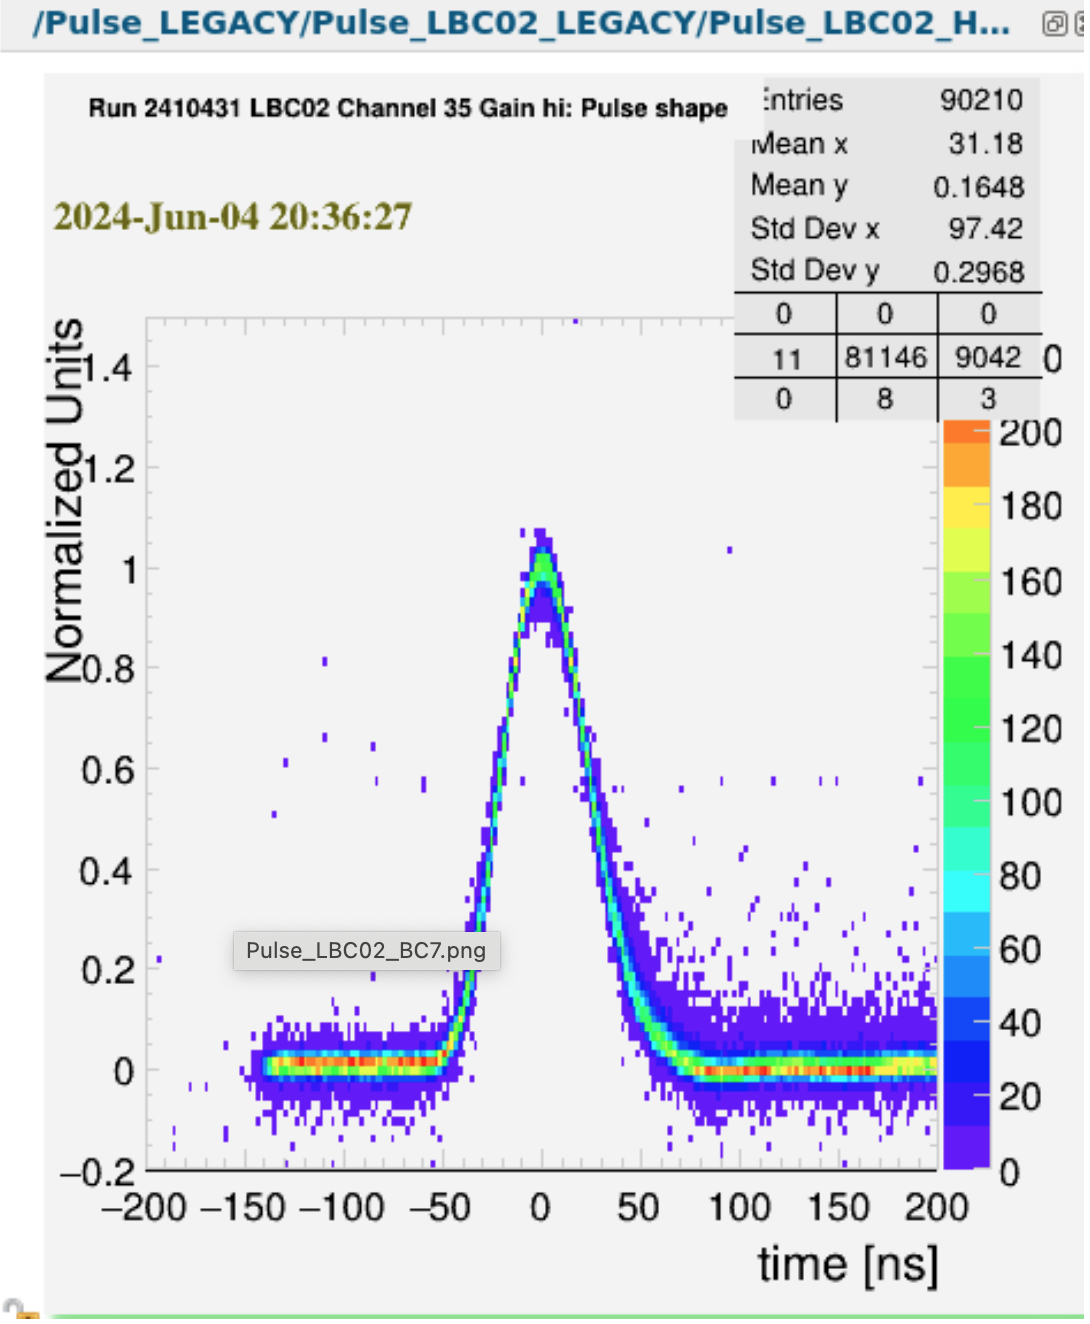 /Pulse_LEGACY/Pulse_LBC02_LEGACY/Pulse_LBC02_H...
Run 2410431 LBC02 Channel 35 Gain hi: Pulse shape
2024-Jun-04 20:36:27
Entries 90210
Mean x 31.18
Mean y 0.1648
Std Dev x 97.42
Std Dev y 0.2968
0 0 0
11 81146 9042
0 8 3
0
200
180
160
140
120
100
80
60
40
20
0
Normalized Units
1.4
1.2
1
0.8
0.6
0.4
0.2
0
−0.2
Pulse_LBC02_BC7.png
−200 −150 −100 −50 0 50 100 150 200
time [ns]